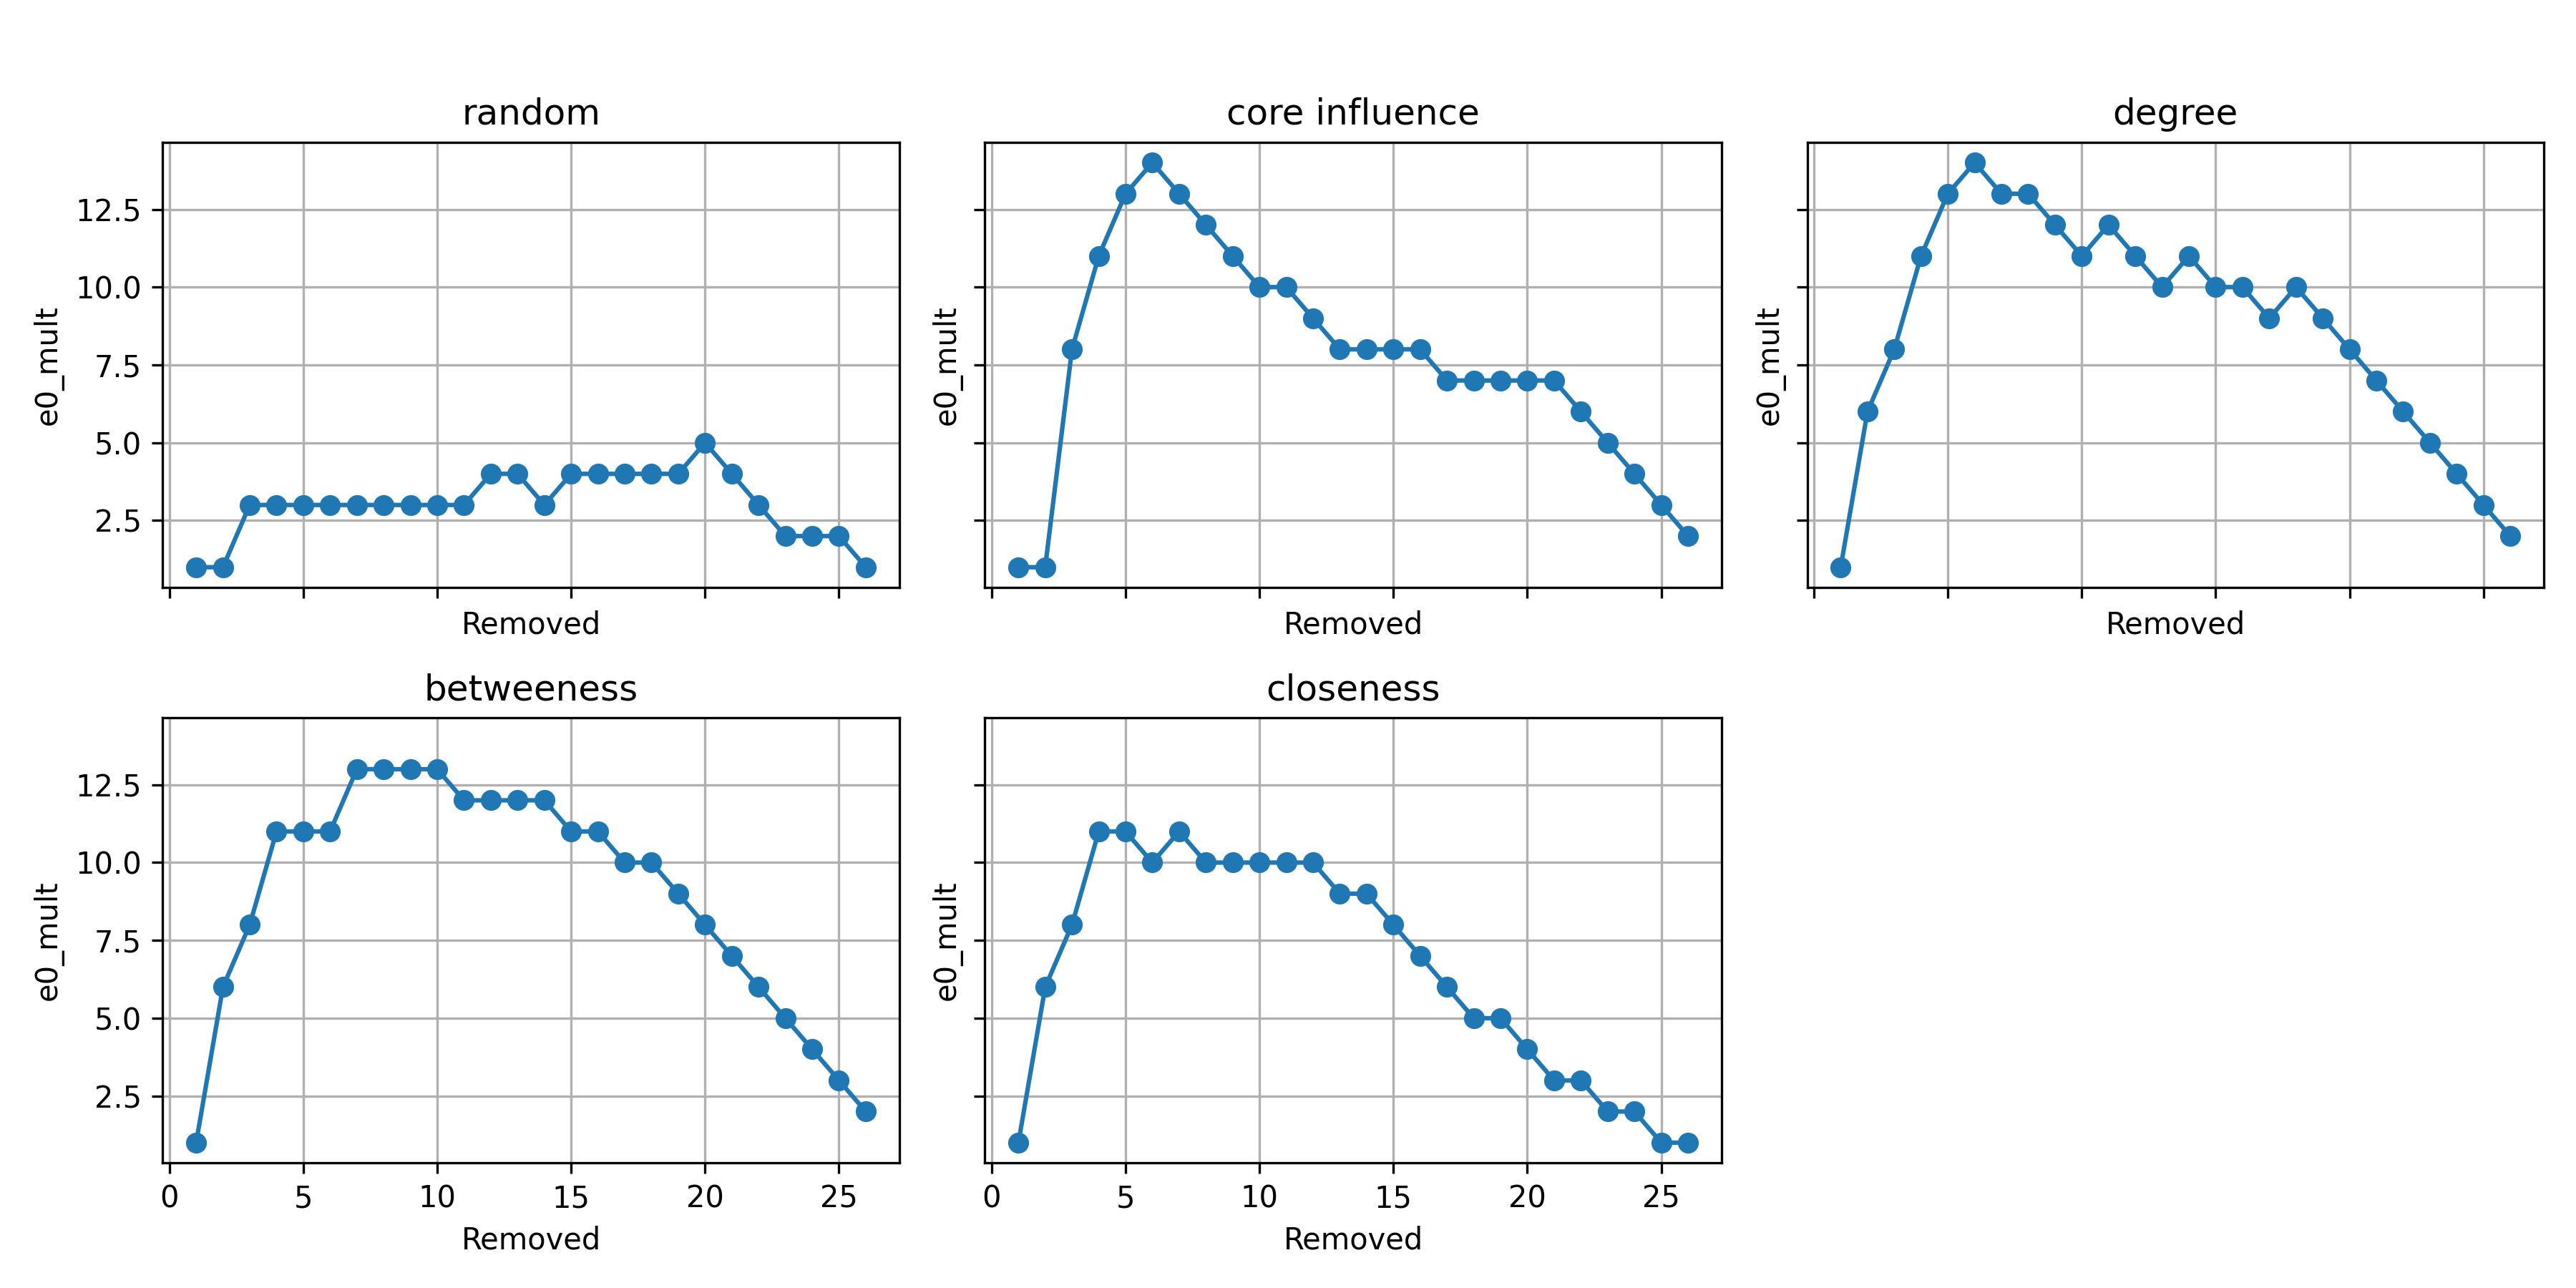 random
core influence
degree
12.5
10.0
7.5
5.0
2.5
e0_mult
e0_mult
e0_mult
Removed
Removed
Removed
betweeness
closeness
12.5
10.0
7.5
5.0
2.5
e0_mult
e0_mult
0 5 10 15 20 25
0 5 10 15 20 25
Removed
Removed